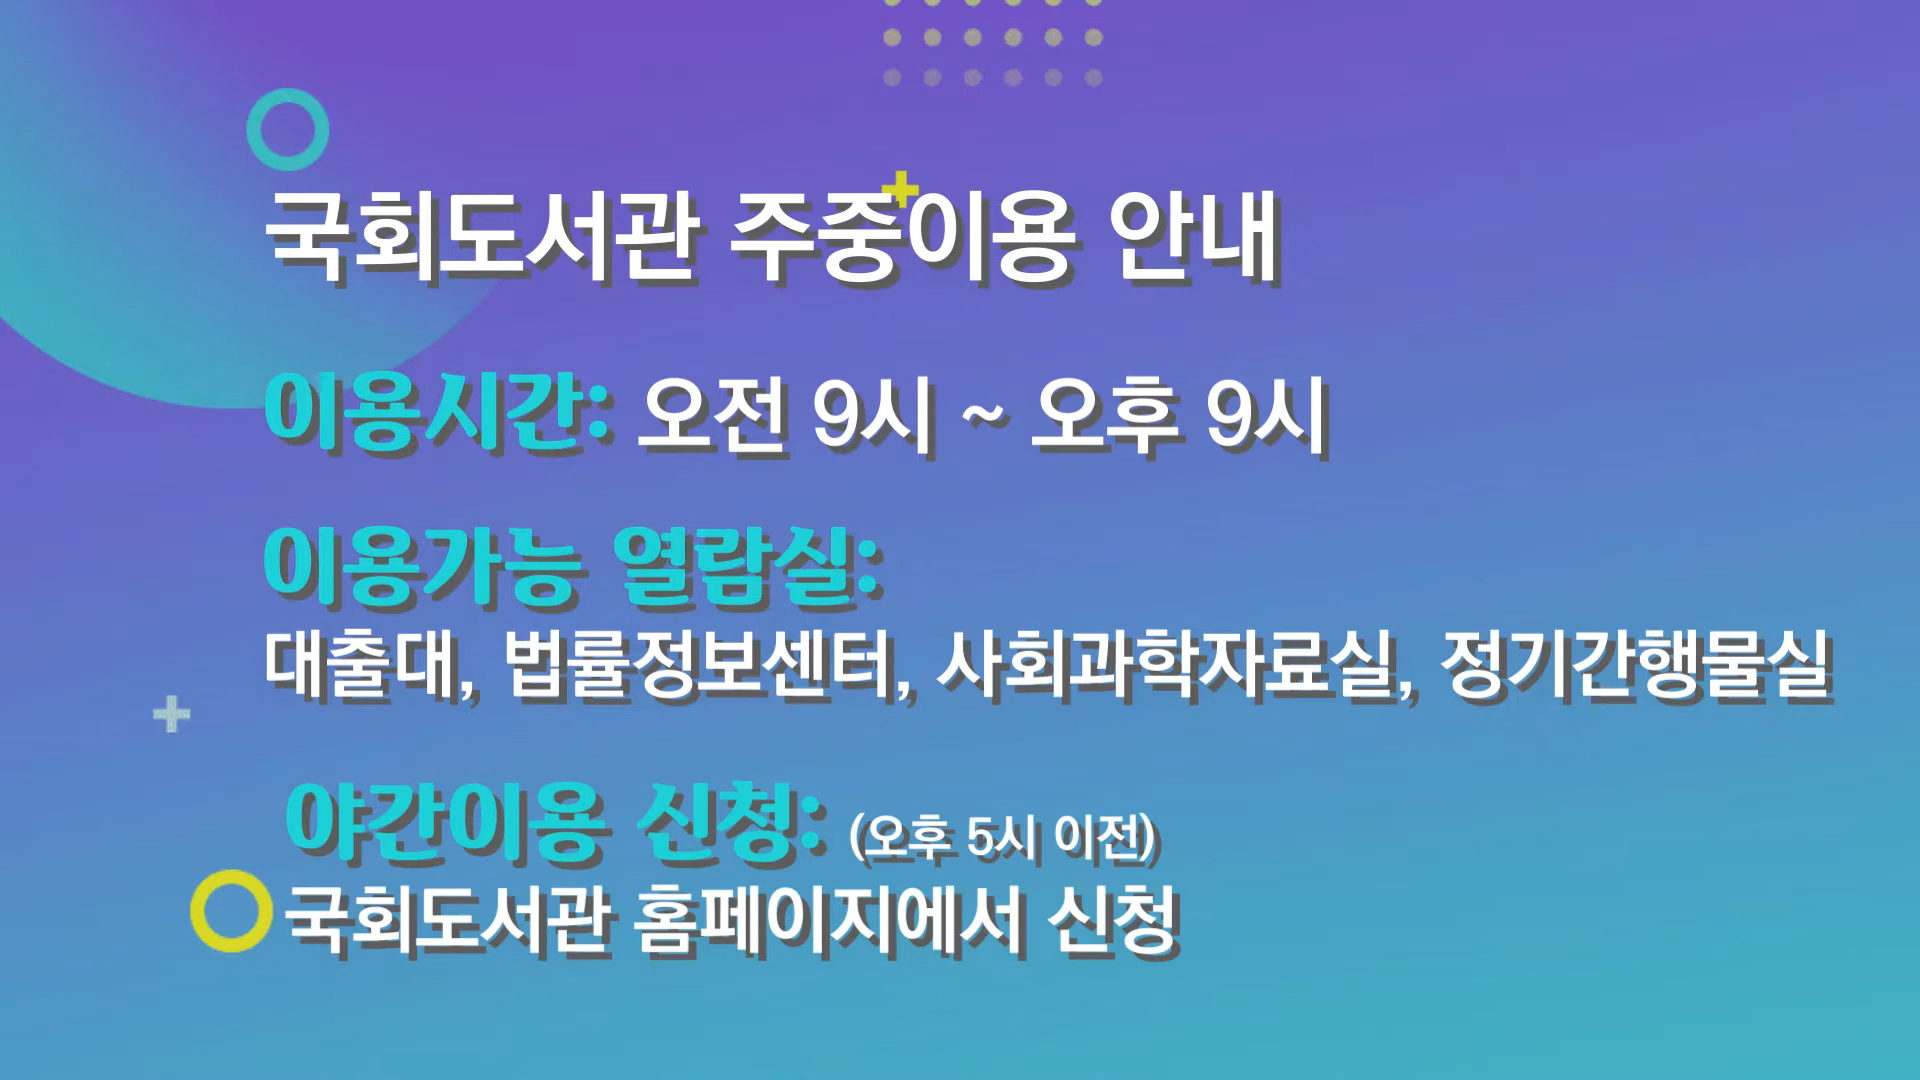 국회도서관 주중이용 안내
이용시간: 오전 9시 ~ 오후 9시
이용가능 열람실:
대출대, 법률정보센터, 사회과학자료실, 정기간행물실
야간이용 신청: (오후 5시 이전)
국회도서관 홈페이지에서 신청